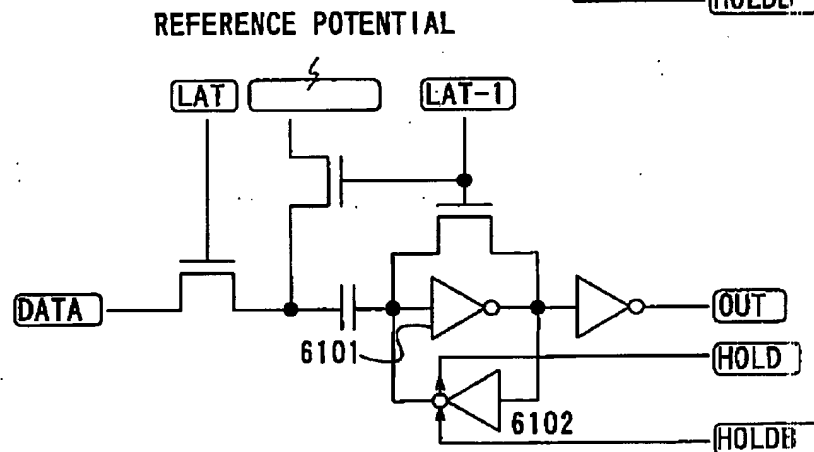 REFERENCE POTENTIAL
LAT
LAT-1
DATA
OUT
6101
HOLD
6102
HOLDB